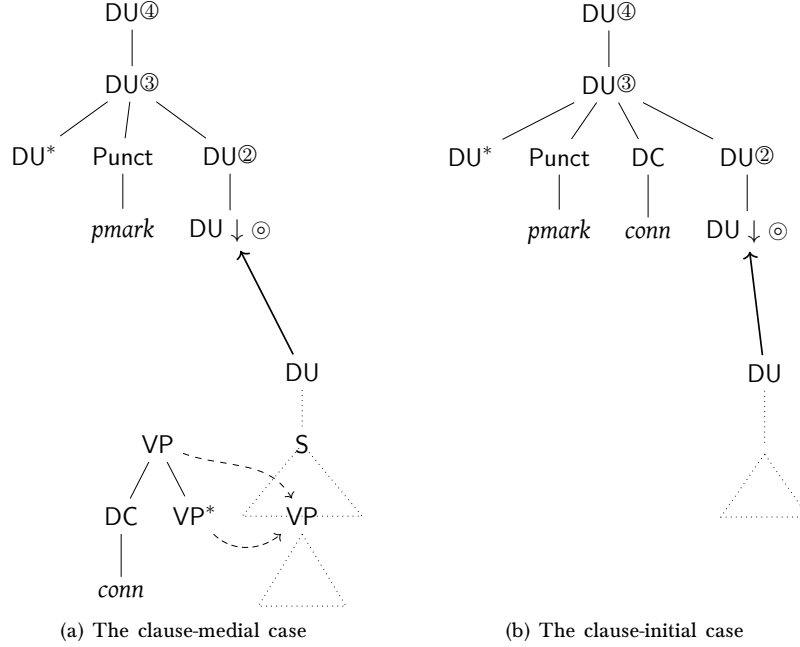 DU④ DU④
DU③ DU③
DU* Punct DU② DU* Punct DC DU②
pmark DU ↓ ◎ pmark conn DU ↓ ◎
DU DU
VP S
DC VP* VP
conn
(a) The clause-medial case (b) The clause-initial case